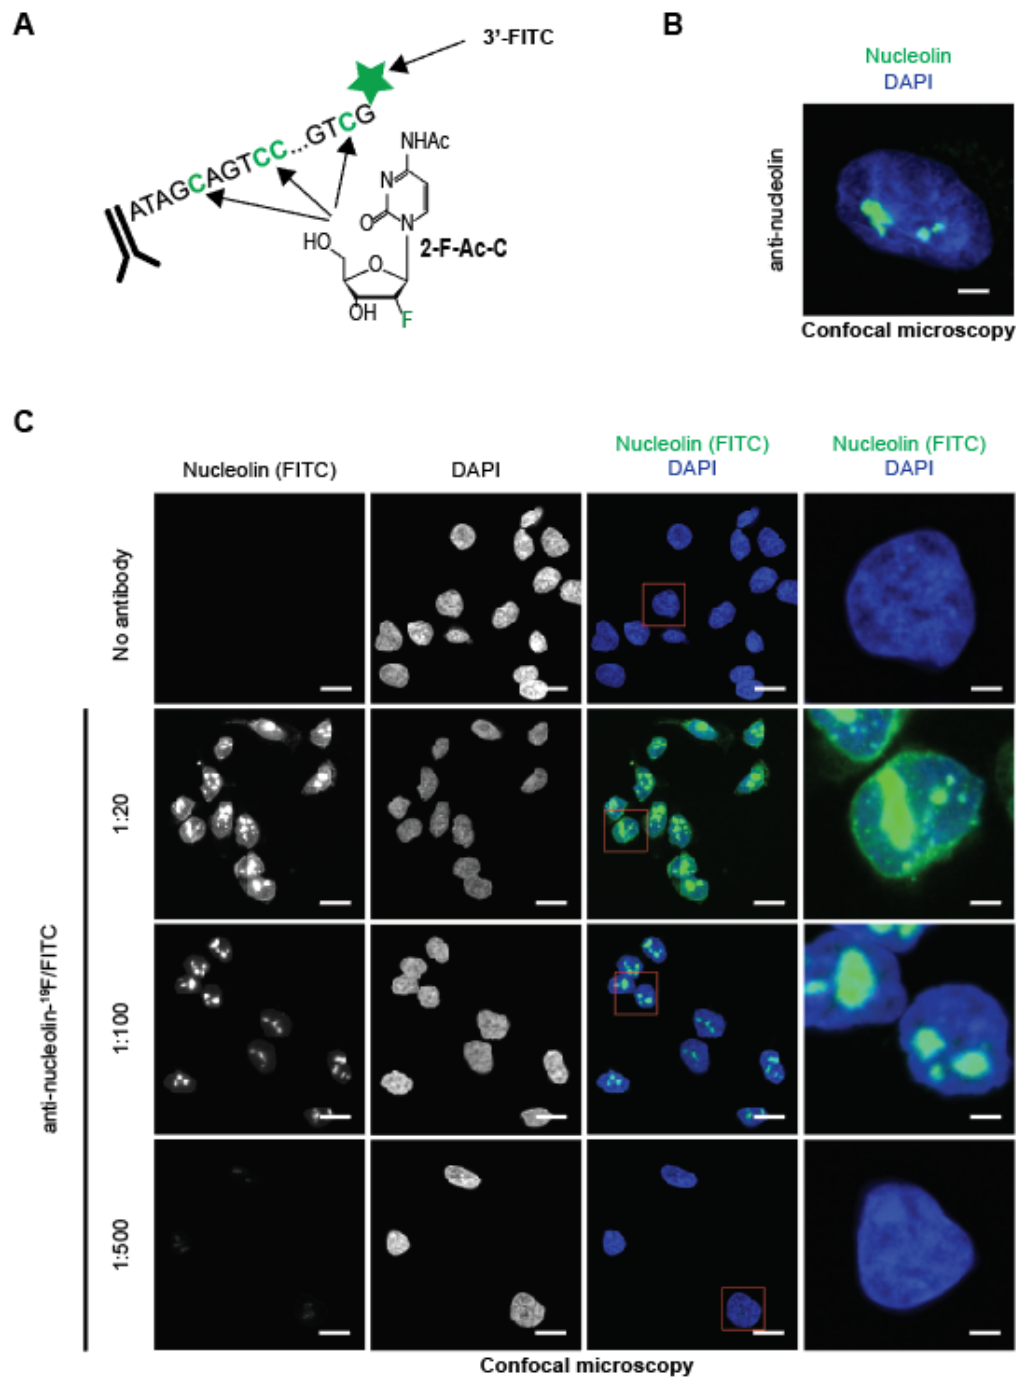 A
3'-FITC
ATAGCAGTCC...GTCG
NHAc
N
O
N
HO
2-F-Ac-C
O
OH
F
B
Nucleolin
DAPI
anti-nucleolin
Confocal microscopy
C
Nucleolin (FITC)
DAPI
Nucleolin (FITC)
DAPI
Nucleolin (FITC)
DAPI
No antibody
anti-nucleolin-¹⁹F/FITC
1:20
1:100
1:500
Confocal microscopy